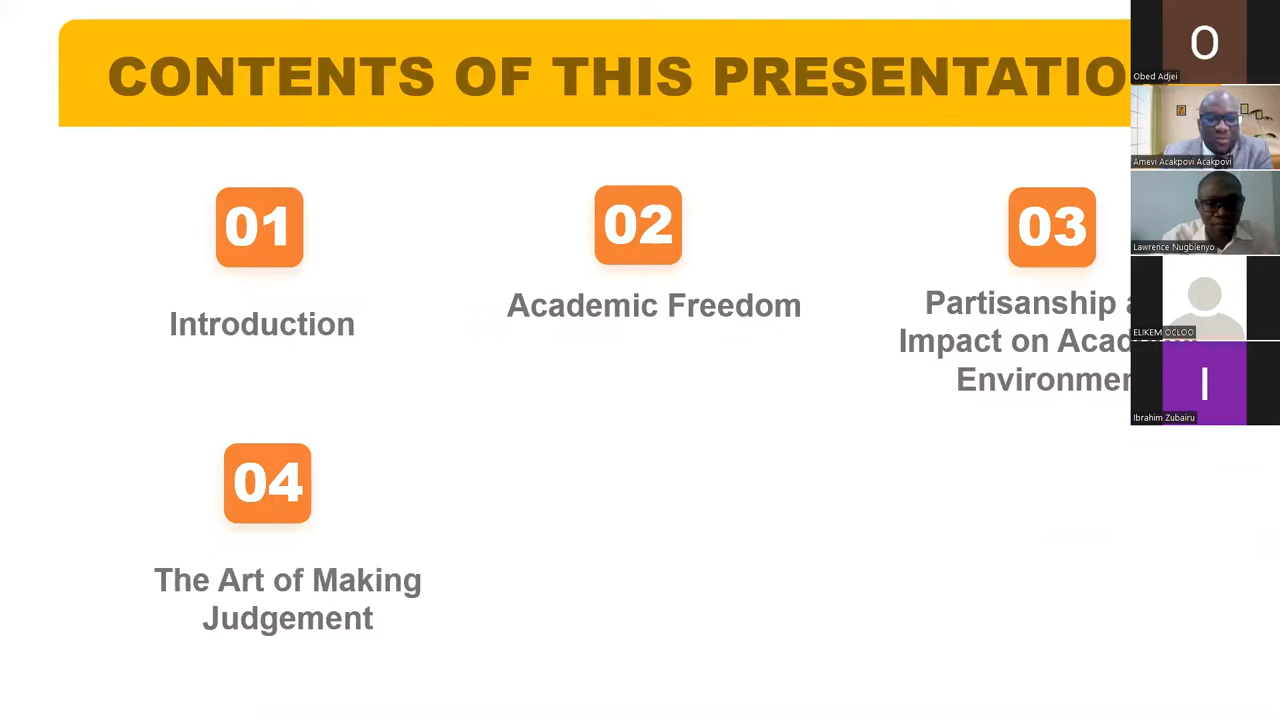 CONTENTS OF THIS PRESENTATIO
01
Introduction
02
Academic Freedom
03
Partisanship
Impact on
Environmen
04
The Art of Making
Judgement
O
Obed Adjei
Amevi Acakpovi Acakpovi
Lawrence Nugbienyo
ELIKEM OCLOO
I
Ibrahim Zubairu